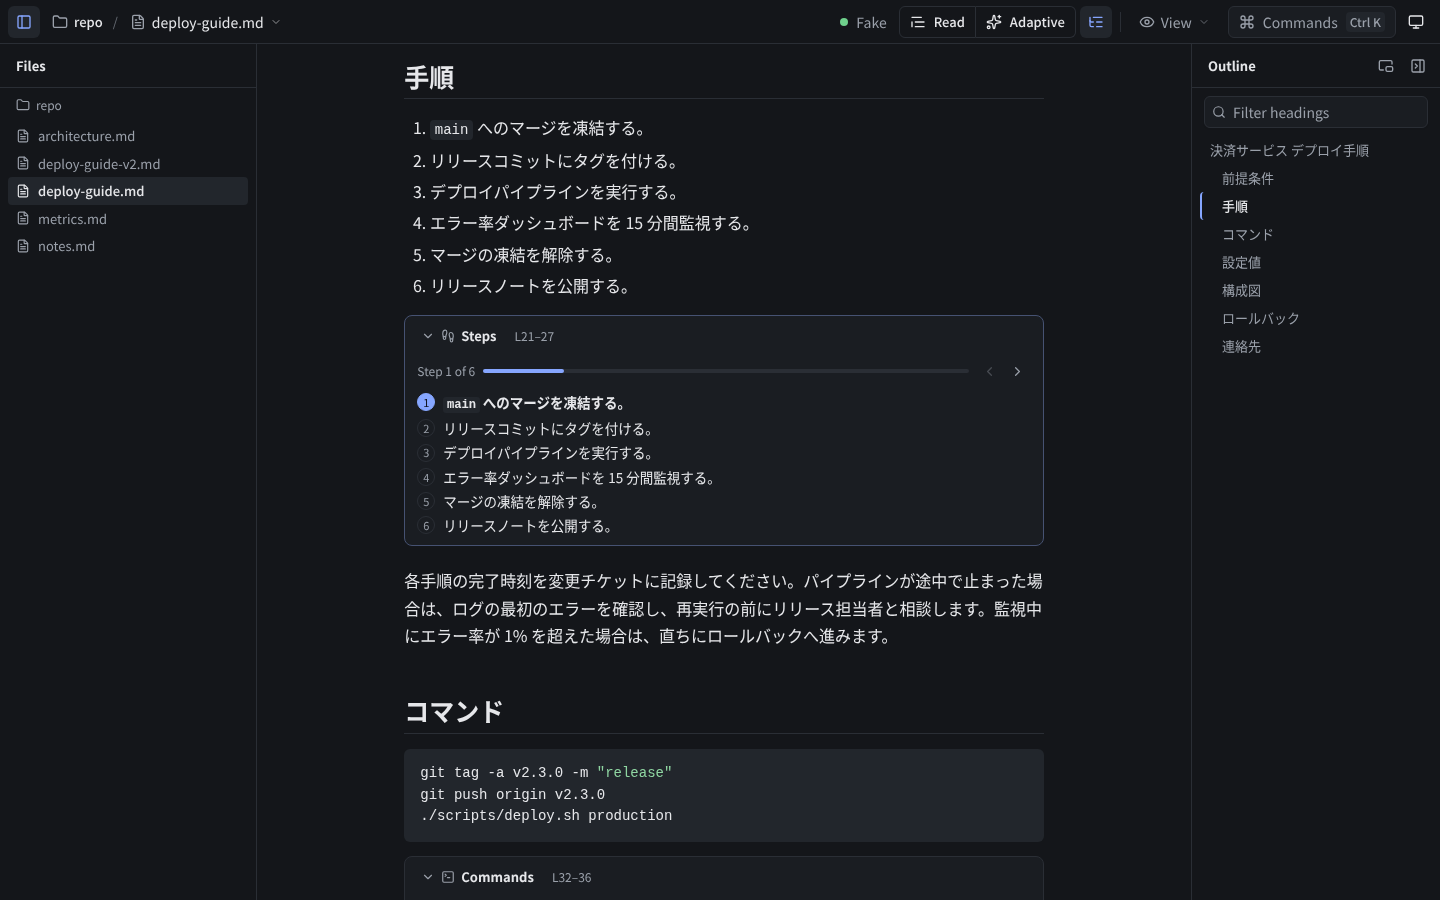 repo / deploy-guide.md
Fake
Read
Adaptive
View
Commands Ctrl K
Files
repo
architecture.md
deploy-guide-v2.md
deploy-guide.md
metrics.md
notes.md
手順
1. main へのマージを凍結する。
2. リリースコミットにタグを付ける。
3. デプロイパイプラインを実行する。
4. エラー率ダッシュボードを 15 分間監視する。
5. マージの凍結を解除する。
6. リリースノートを公開する。
Steps L21–27
Step 1 of 6
1 main へのマージを凍結する。
2 リリースコミットにタグを付ける。
3 デプロイパイプラインを実行する。
4 エラー率ダッシュボードを 15 分間監視する。
5 マージの凍結を解除する。
6 リリースノートを公開する。
各手順の完了時刻を変更チケットに記録してください。パイプラインが途中で止まった場
合は、ログの最初のエラーを確認し、再実行の前にリリース担当者と相談します。監視中
にエラー率が 1% を超えた場合は、直ちにロールバックへ進みます。
コマンド
git tag -a v2.3.0 -m "release"
git push origin v2.3.0
./scripts/deploy.sh production
Commands L32–36
Outline
Filter headings
決済サービス デプロイ手順
前提条件
手順
コマンド
設定値
構成図
ロールバック
連絡先